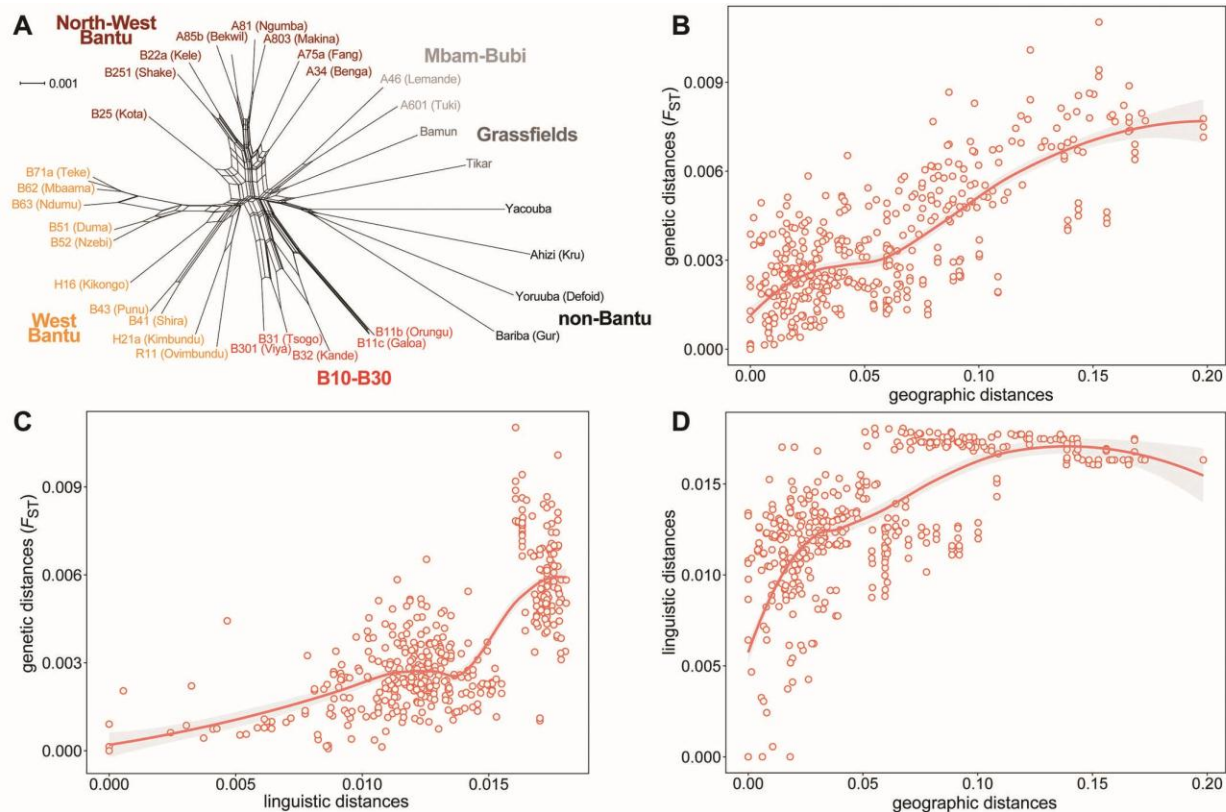 A
North-West
Bantu
A81 (Ngumba)
A85b (Bekwil)
A803 (Makina)
B22a (Kele)
A75a (Fang)
B251 (Shake)
A34 (Benga)
Mbam-Bubi
0.001
A46 (Lemande)
B25 (Kota)
A601 (Tuki)
Bamun
Grassfields
Tikar
B71a (Teke)
B62 (Mbaama)
B63 (Ndumu)
Yacouba
B51 (Duma)
B52 (Nzebi)
Ahizi (Kru)
H16 (Kikongo)
Yoruuba (Defoid)
B43 (Punu)
non-Bantu
West
Bantu
B41 (Shira)
Bariba (Gur)
H21a (Kimbundu)
B31 (Tsogo)
B11b (Orungu)
R11 (Ovimbundu)
B301 (Viya)
B32 (Kande)
B11c (Galoa)
B10-B30
B
genetic distances (FST)
0.009
0.006
0.003
0.000
0.00 0.05 0.10 0.15 0.20
geographic distances
C
genetic distances (FST)
0.009
0.006
0.003
0.000
0.000 0.005 0.010 0.015
linguistic distances
D
linguistic distances
0.015
0.010
0.005
0.000
0.00 0.05 0.10 0.15 0.20
geographic distances